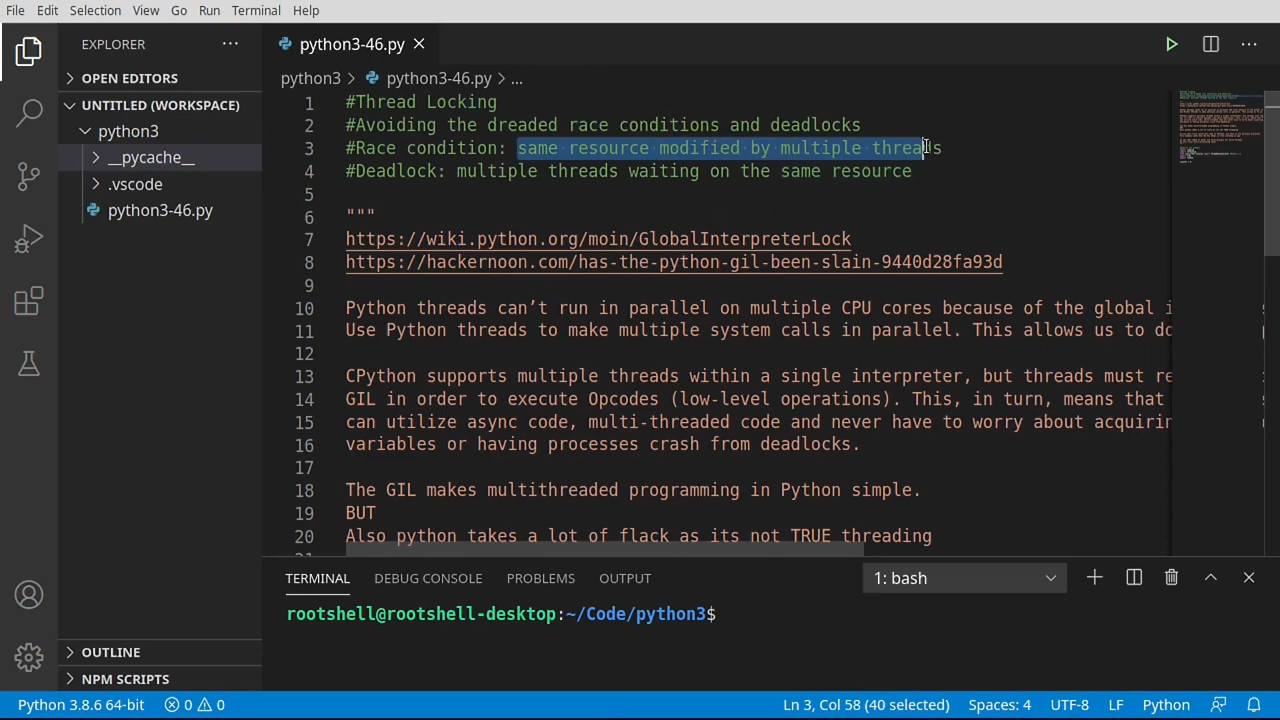 File Edit Selection View Go Run Terminal Help
EXPLORER
OPEN EDITORS
UNTITLED (WORKSPACE)
python3
__pycache__
.vscode
python3-46.py
OUTLINE
NPM SCRIPTS
python3-46.py
python3 > python3-46.py > ...
1 #Thread Locking
2 #Avoiding the dreaded race conditions and deadlocks
3 #Race condition: same resource modified by multiple threads
4 #Deadlock: multiple threads waiting on the same resource
5
6 """
7 https://wiki.python.org/moin/GlobalInterpreterLock
8 https://hackernoon.com/has-the-python-gil-been-slain-9440d28fa93d
9
10 Python threads can’t run in parallel on multiple CPU cores because of the global i
11 Use Python threads to make multiple system calls in parallel. This allows us to do
12
13 CPython supports multiple threads within a single interpreter, but threads must re
14 GIL in order to execute Opcodes (low-level operations). This, in turn, means that
15 can utilize async code, multi-threaded code and never have to worry about acquirin
16 variables or having processes crash from deadlocks.
17
18 The GIL makes multithreaded programming in Python simple.
19 BUT
20 Also python takes a lot of flack as its not TRUE threading
TERMINAL DEBUG CONSOLE PROBLEMS OUTPUT 1: bash
rootshell@rootshell-desktop:~/Code/python3$
Python 3.8.6 64-bit 0 0 Ln 3, Col 58 (40 selected) Spaces: 4 UTF-8 LF Python